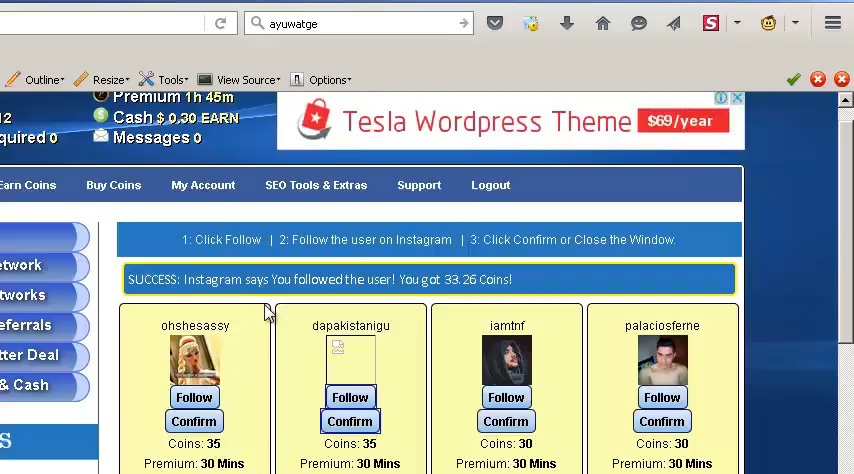 ayuwatge
Outline Resize Tools View Source Options
Premium 1h 45m
12 Cash $ 0.30 EARN
quired 0 Messages 0
Tesla Wordpress Theme $69/year
Earn Coins Buy Coins My Account SEO Tools & Extras Support Logout
1: Click Follow | 2: Follow the user on Instagram | 3: Click Confirm or Close the Window.
etwork
SUCCESS: Instagram says You followed the user! You got 33.26 Coins!
tworks
eferrals
ohshesassy dapakistanigu iamtnf palaciosferne
tter Deal
& Cash
Follow Follow Follow Follow
Confirm Confirm Confirm Confirm
S
Coins: 35 Coins: 35 Coins: 30 Coins: 30
Premium: 30 Mins Premium: 30 Mins Premium: 30 Mins Premium: 30 Mins